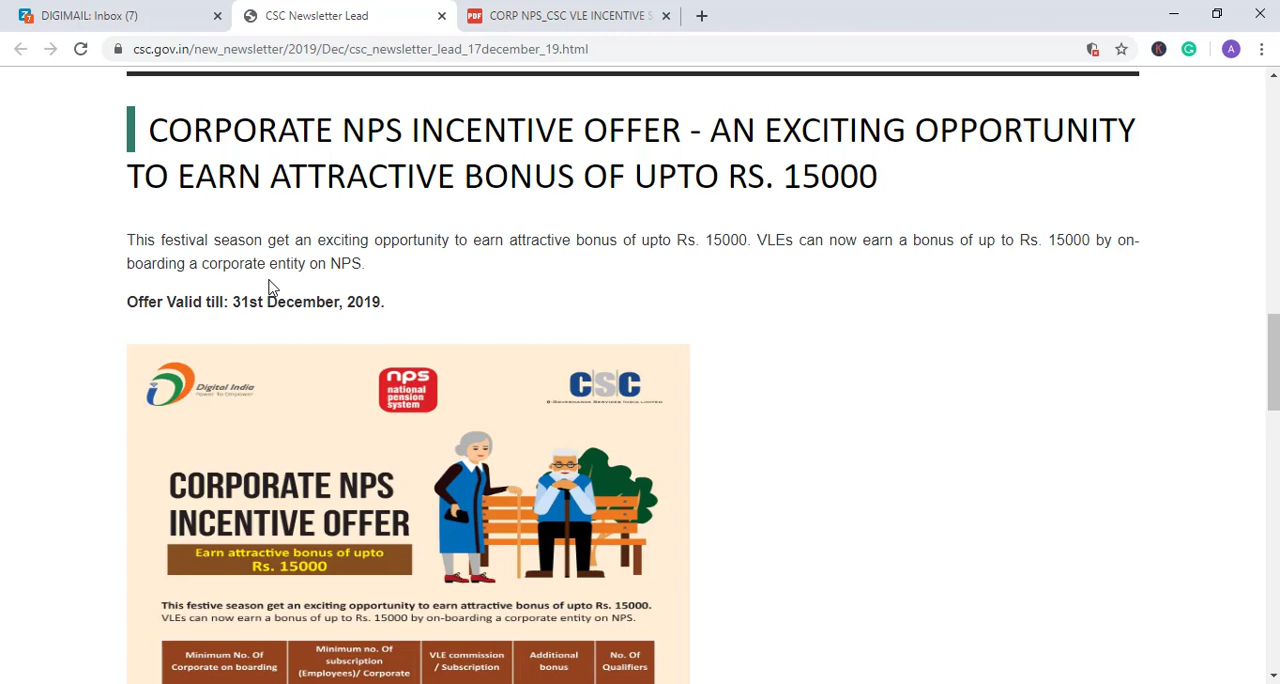 DIGIMAIL: Inbox (7)
CSC Newsletter Lead
CORP NPS_CSC VLE INCENTIVE S
csc.gov.in/new_newsletter/2019/Dec/csc_newsletter_lead_17december_19.html
A
CORPORATE NPS INCENTIVE OFFER - AN EXCITING OPPORTUNITY
TO EARN ATTRACTIVE BONUS OF UPTO RS. 15000
This festival season get an exciting opportunity to earn attractive bonus of upto Rs. 15000. VLEs can now earn a bonus of up to Rs. 15000 by on-
boarding a corporate entity on NPS.
Offer Valid till: 31st December, 2019.
Digital India
Power To Empower
nps
national
pension
system
CSC
E-GOVERNANCE SERVICES INDIA LIMITED
CORPORATE NPS
INCENTIVE OFFER
Earn attractive bonus of upto
Rs. 15000
This festive season get an exciting opportunity to earn attractive bonus of upto Rs. 15000.
VLEs can now earn a bonus of up to Rs. 15000 by on-boarding a corporate entity on NPS.
Minimum No. Of
Corporate on boarding
Minimum no. Of
subscription
(Employees)/ Corporate
VLE commission
/ Subscription
Additional
bonus
No. Of
Qualifiers